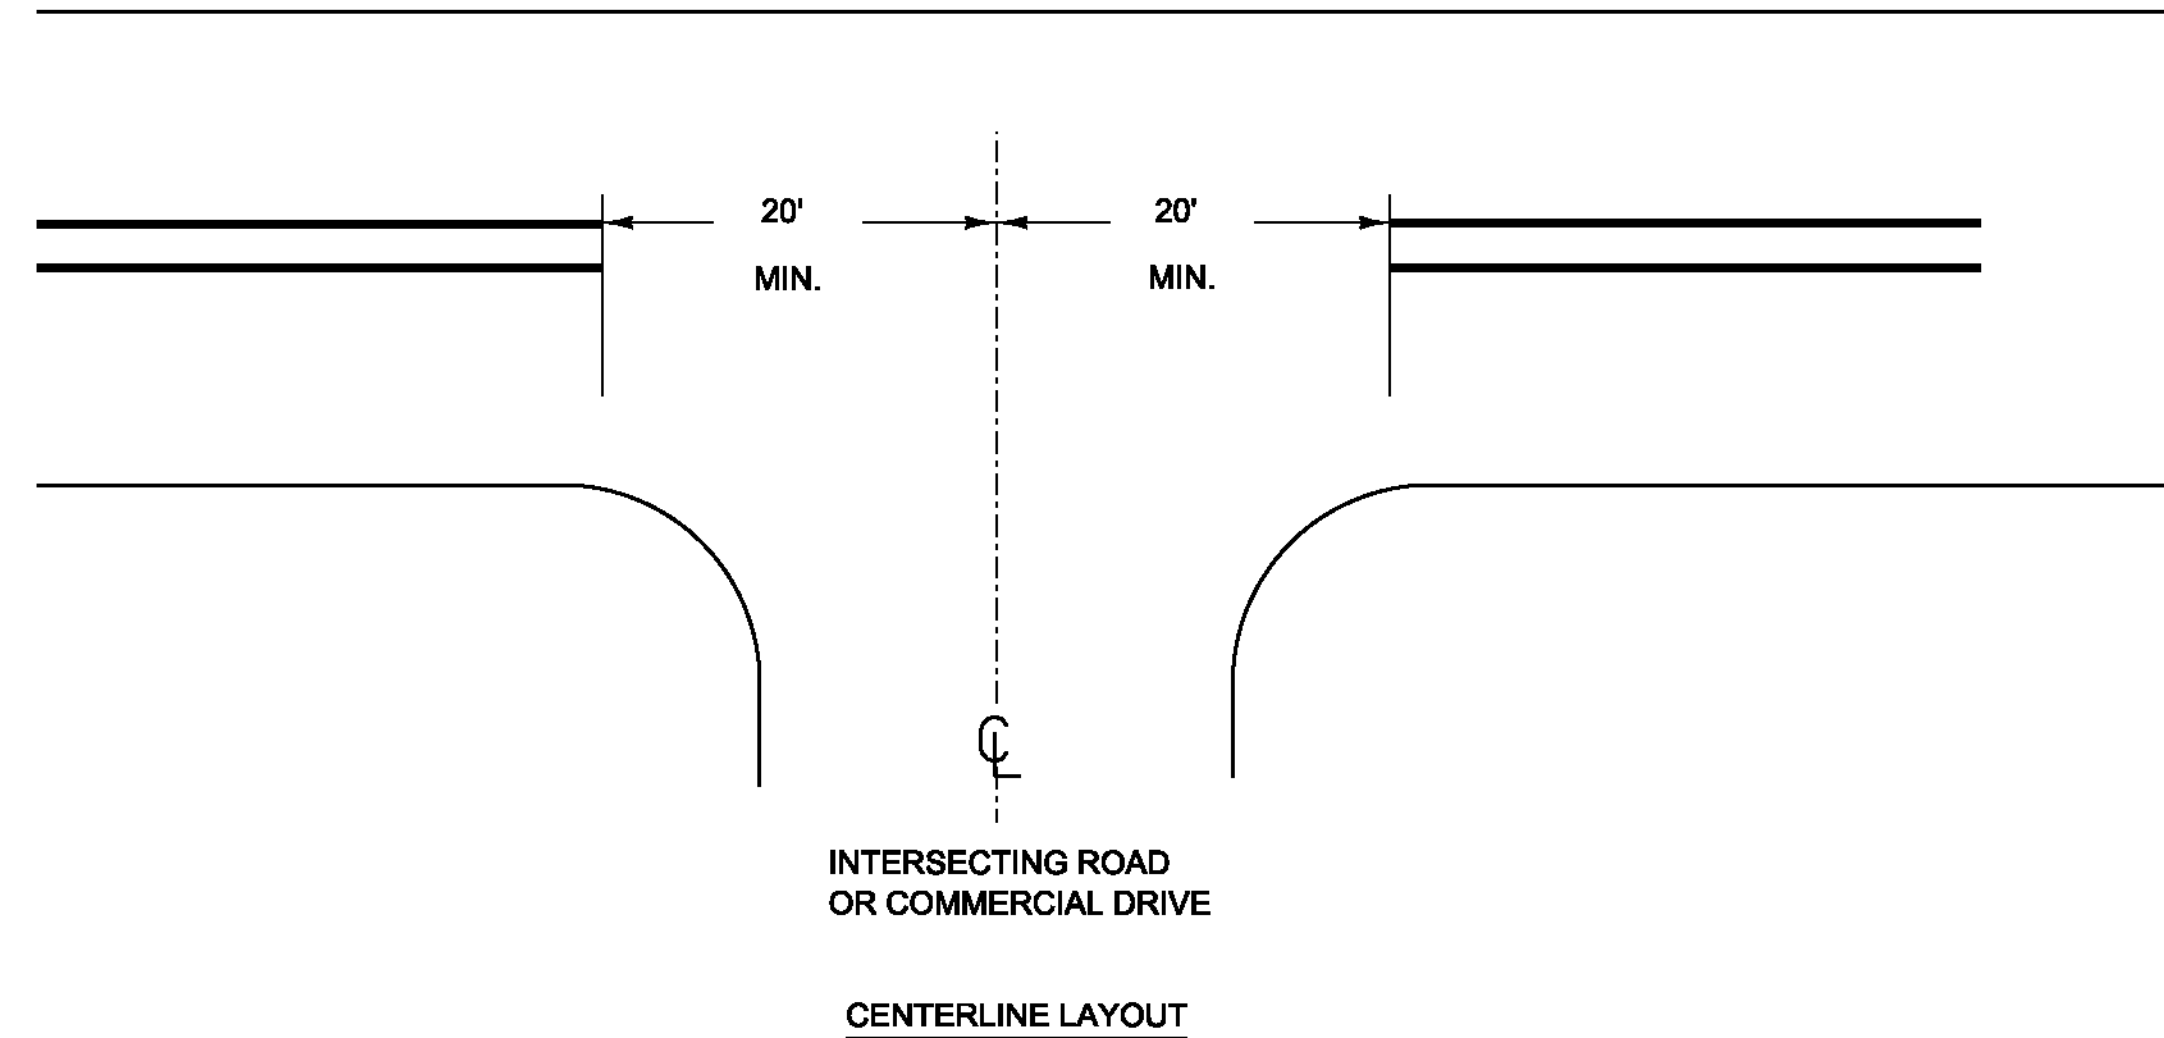 20' 20'
MIN. MIN.
℄
INTERSECTING ROAD
OR COMMERCIAL DRIVE
CENTERLINE LAYOUT